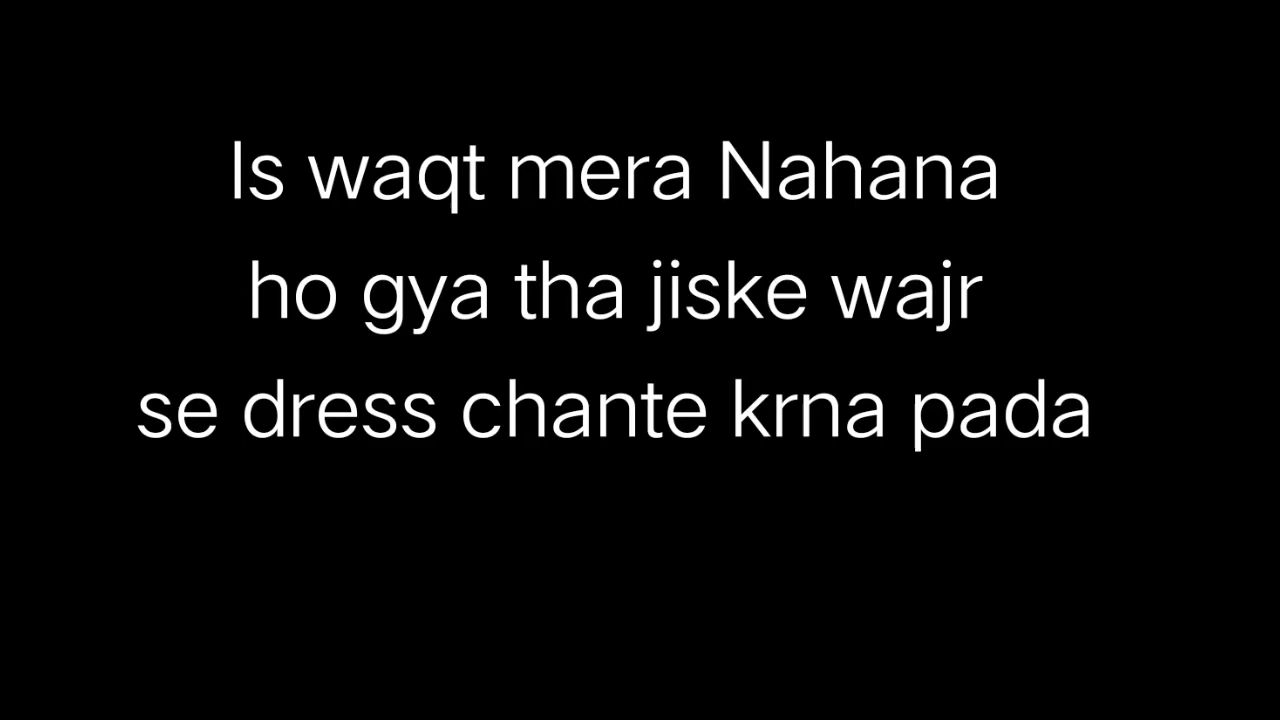 Is waqt mera Nahana
ho gya tha jiske wajr
se dress chante krna pada